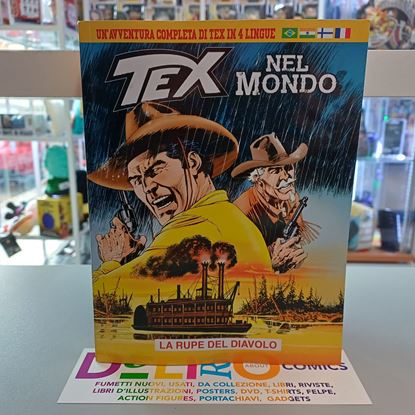 UN'AVVENTURA COMPLETA DI TEX IN 4 LINGUE
TEX
NEL
MONDO
LA RUPE DEL DIAVOLO
ABOUT
COMICS
FUMETTI NUOVI, USATI, DA COLLEZIONE, LIBRI, RIVISTE,
LIBRI D'ILLUSTRAZIONI, POSTERS, DVD, T-SHIRTS, FELPE,
ACTION FIGURES, PORTACHIAVI, GADGETS